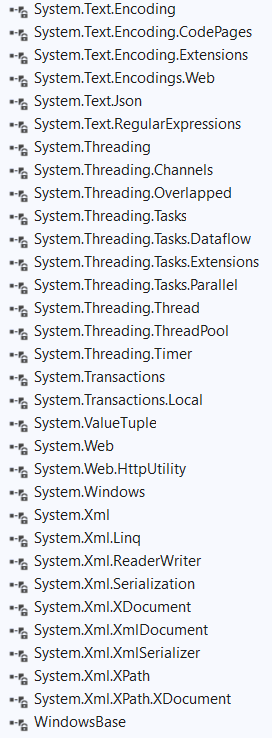 System.Text.Encoding
System.Text.Encoding.CodePages
System.Text.Encoding.Extensions
System.Text.Encodings.Web
System.Text.Json
System.Text.RegularExpressions
System.Threading
System.Threading.Channels
System.Threading.Overlapped
System.Threading.Tasks
System.Threading.Tasks.Dataflow
System.Threading.Tasks.Extensions
System.Threading.Tasks.Parallel
System.Threading.Thread
System.Threading.ThreadPool
System.Threading.Timer
System.Transactions
System.Transactions.Local
System.ValueTuple
System.Web
System.Web.HttpUtility
System.Windows
System.Xml
System.Xml.Linq
System.Xml.ReaderWriter
System.Xml.Serialization
System.Xml.XDocument
System.Xml.XmlDocument
System.Xml.XmlSerializer
System.Xml.XPath
System.Xml.XPath.XDocument
WindowsBase